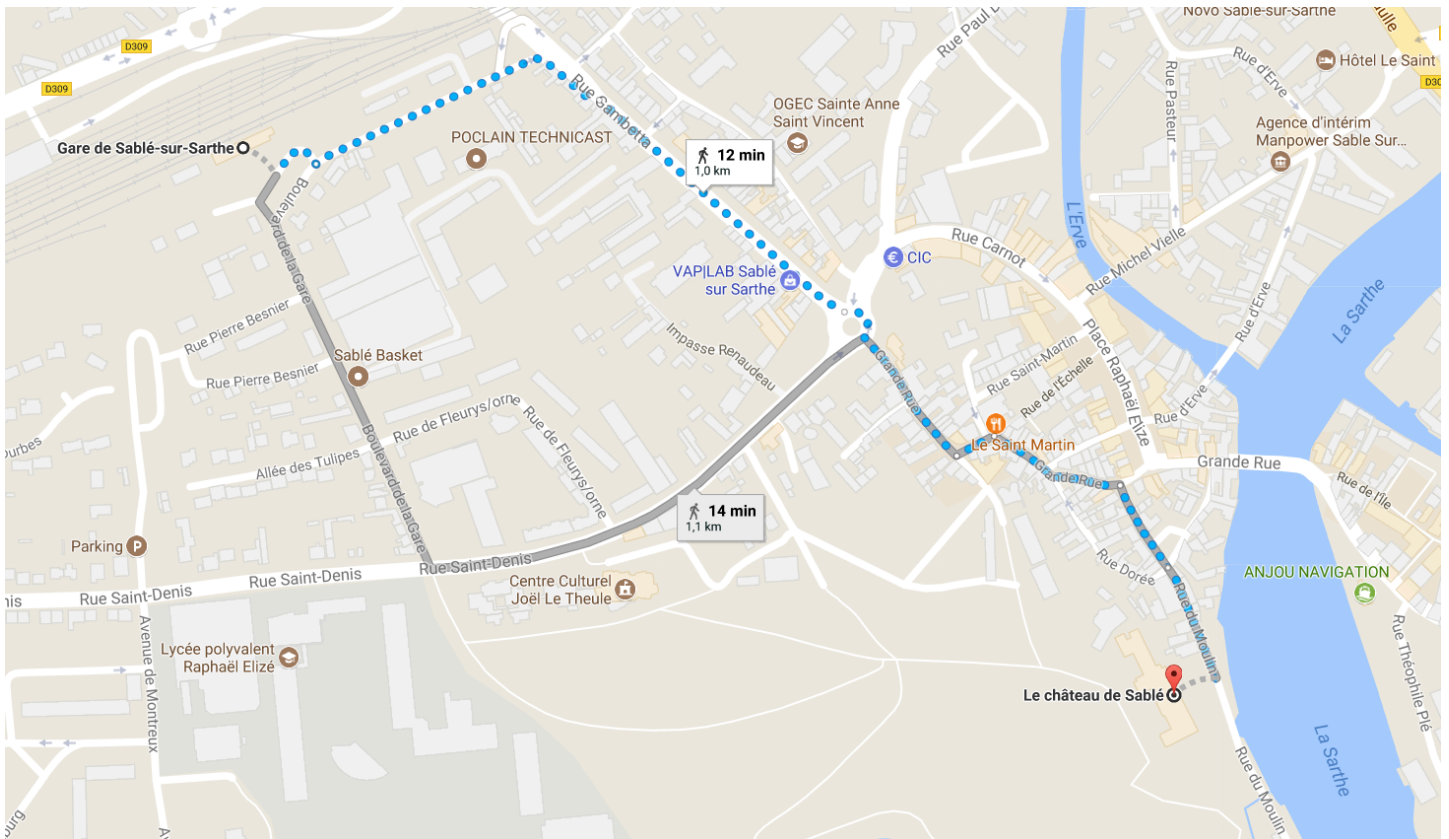 Novo Sablé-sur-Sarthe
D309
D309
Rue Gambetta
OGEC Sainte Anne
Saint Vincent
Rue Pasteur
Rue d'Erve
Hôtel Le Saint
Agence d'intérim
Manpower Sable Sur...
POCLAIN TECHNICAST
Gare de Sablé-sur-Sarthe
12 min
1,0 km
L'Erve
Rue Michel Vielle
Rue Carnot
CIC
Boulevard de la Gare
VAP|LAB Sablé
sur Sarthe
Rue d'Erve
La Sarthe
Rue Pierre Besnier
Impasse Renaudeau
Place Raphaël Elize
Sablé Basket
Rue Pierre Besnier
Grande Rue
Rue Saint-Martin
Rue de l'Échelle
Rue d'Erve
Rue de Fleurys/orne
Rue de Fleurys/orne
Allée des Tulipes
Le Saint Martin
Grande Rue
Grande Rue
Rue de l'Île
Boulevard de la Gare
14 min
1,1 km
Parking
Rue Saint-Denis
Rue Saint-Denis
Rue Saint-Denis
Centre Culturel
Joël Le Theule
Rue Dorée
Rue du Moulin
ANJOU NAVIGATION
Rue Théophile Plé
Avenue de Montreux
Lycée polyvalent
Raphaël Elizé
Le château de Sablé
La Sarthe
Rue du Moulin